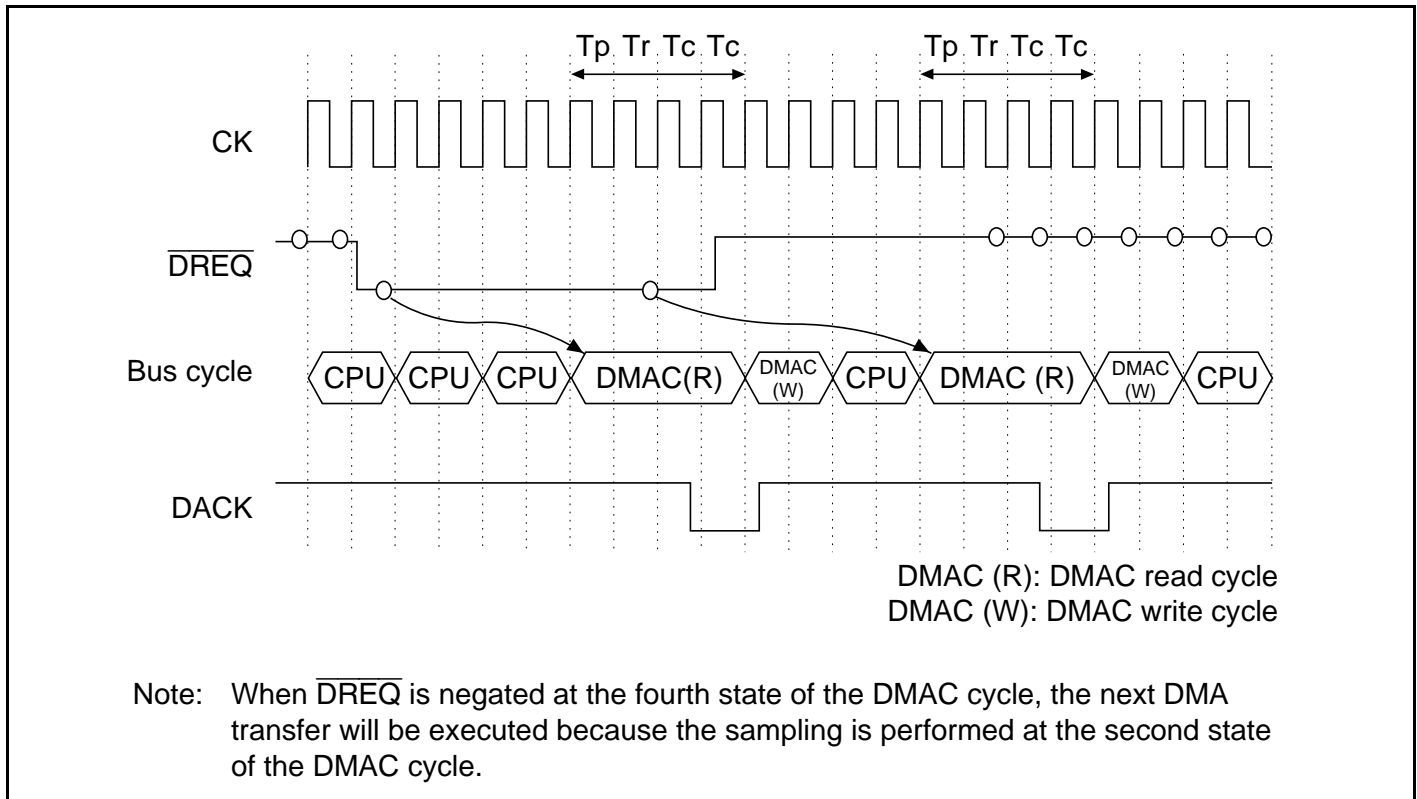 Tp Tr Tc Tc Tp Tr Tc Tc
CK
DREQ
Bus cycle CPU CPU CPU DMAC(R) DMAC (W) CPU DMAC (R) DMAC (W) CPU
DACK
DMAC (R): DMAC read cycle
DMAC (W): DMAC write cycle
Note: When DREQ is negated at the fourth state of the DMAC cycle, the next DMA
transfer will be executed because the sampling is performed at the second state
of the DMAC cycle.